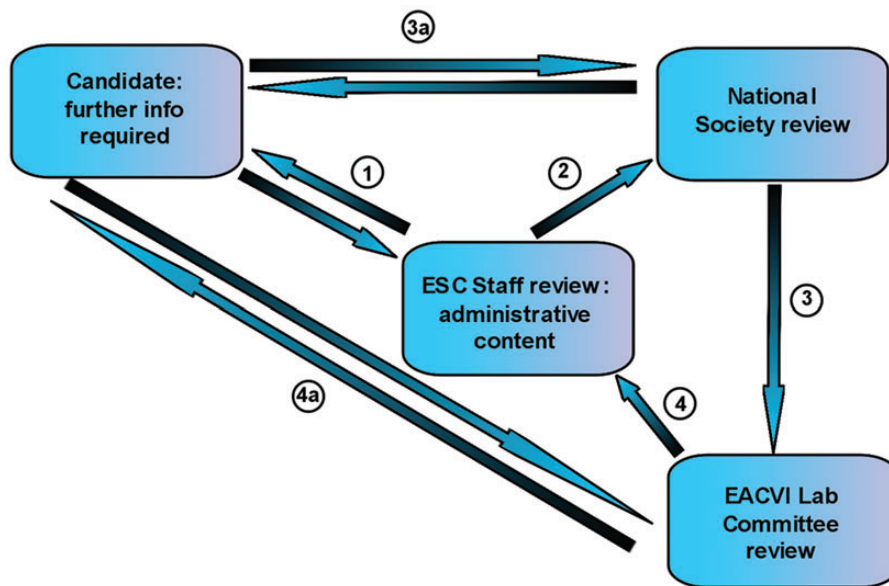 3a
Candidate:
further info
required
National
Society review
1
2
ESC Staff review:
administrative
content
3
4a
4
EACVI Lab
Committee
review